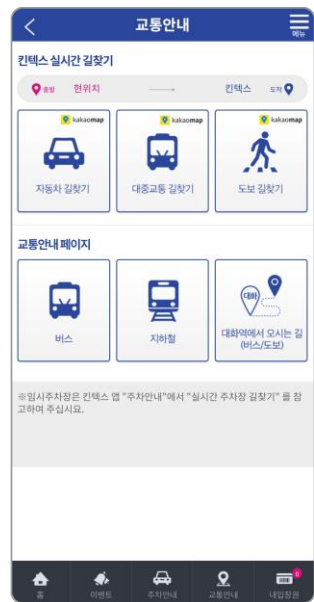 교통안내
메뉴
킨텍스 실시간 길찾기
출발 현위치 킨텍스 도착
kakaomap kakaomap kakaomap
자동차 길찾기 대중교통 길찾기 도보 길찾기
교통안내 페이지
대화
버스 지하철 대화역에서 오시는 길
(버스/도보)
※임시주차장은 킨텍스 앱 "주차안내"에서 "실시간 주차장 길찾기" 를 참
고하여 주십시요.
0
홈 이벤트 주차안내 교통안내 내입장권